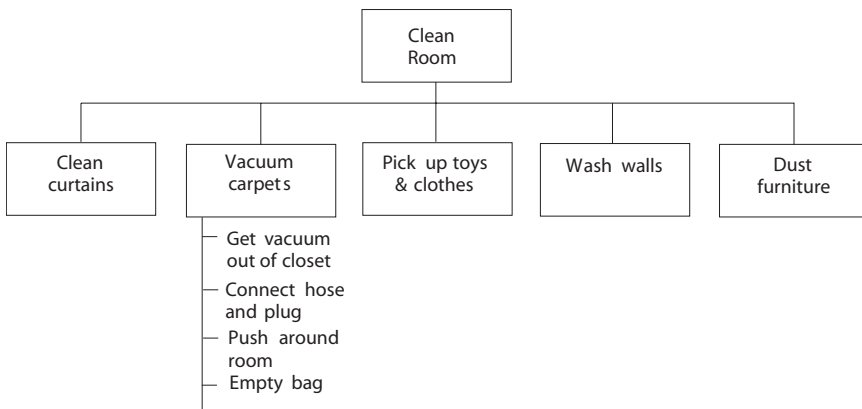 Clean
Room
Clean
curtains
Vacuum
carpets
Pick up toys
& clothes
Wash walls
Dust
furniture
Get vacuum
out of closet
Connect hose
and plug
Push around
room
Empty bag